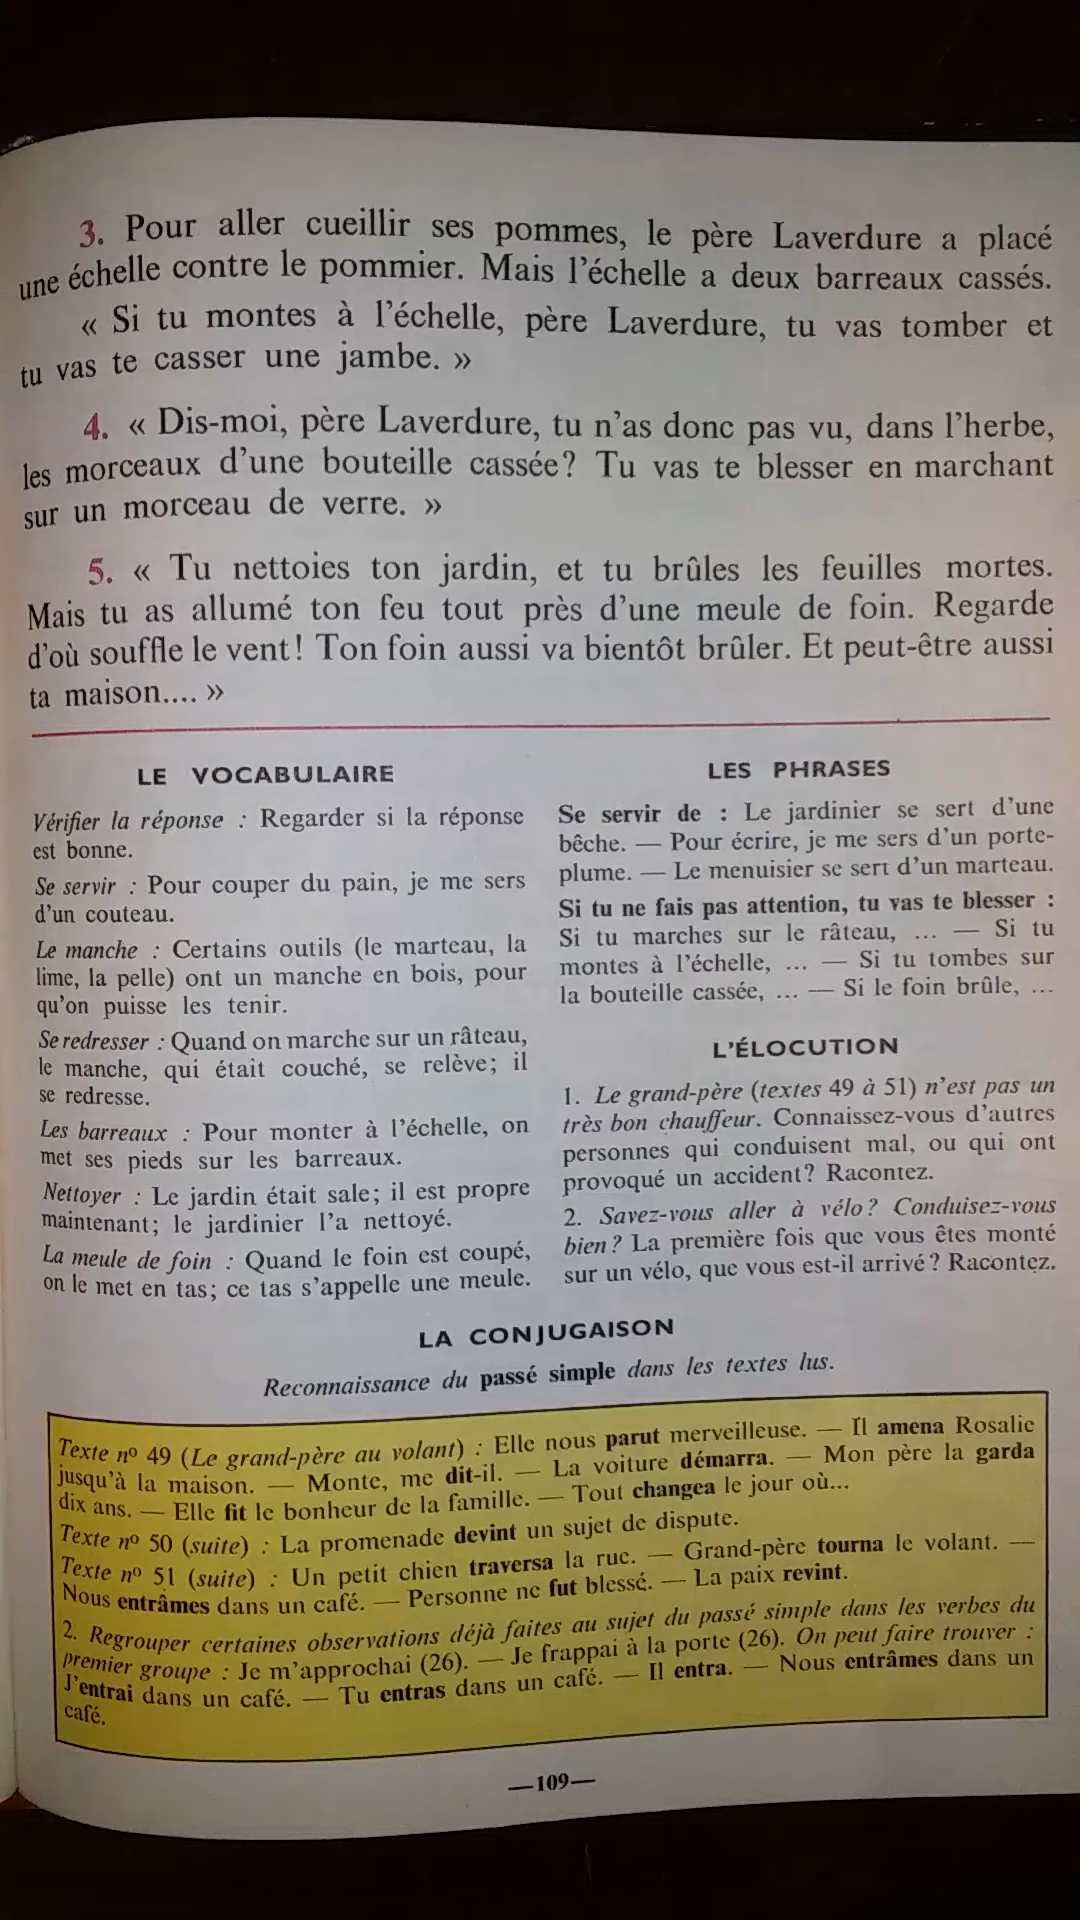 3. Pour aller cueillir ses pommes, le père Laverdure a placé
une échelle contre le pommier. Mais l'échelle a deux barreaux cassés.
« Si tu montes à l'échelle, père Laverdure, tu vas tomber et
tu vas te casser une jambe. »
4. « Dis-moi, père Laverdure, tu n'as donc pas vu, dans l'herbe,
les morceaux d'une bouteille cassée? Tu vas te blesser en marchant
sur un morceau de verre. »
5. « Tu nettoies ton jardin, et tu brûles les feuilles mortes.
Mais tu as allumé ton feu tout près d'une meule de foin. Regarde
d'où souffle le vent! Ton foin aussi va bientôt brûler. Et peut-être aussi
ta maison.... »
LE VOCABULAIRE
Vérifier la réponse : Regarder si la réponse
est bonne.
Se servir : Pour couper du pain, je me sers
d'un couteau.
Le manche : Certains outils (le marteau, la
lime, la pelle) ont un manche en bois, pour
qu'on puisse les tenir.
Se redresser : Quand on marche sur un râteau,
le manche, qui était couché, se relève; il
se redresse.
Les barreaux : Pour monter à l'échelle, on
met ses pieds sur les barreaux.
Nettoyer : Le jardin était sale; il est propre
maintenant; le jardinier l'a nettoyé.
La meule de foin : Quand le foin est coupé,
on le met en tas; ce tas s'appelle une meule.
LES PHRASES
Se servir de : Le jardinier se sert d'une
bêche. — Pour écrire, je me sers d'un porte-
plume. — Le menuisier se sert d'un marteau.
Si tu ne fais pas attention, tu vas te blesser :
Si tu marches sur le râteau, ... — Si tu
montes à l'échelle, ... — Si tu tombes sur
la bouteille cassée, ... — Si le foin brûle, ...
L'ÉLOCUTION
1. Le grand-père (textes 49 à 51) n'est pas un
très bon chauffeur. Connaissez-vous d'autres
personnes qui conduisent mal, ou qui ont
provoqué un accident? Racontez.
2. Savez-vous aller à vélo? Conduisez-vous
bien? La première fois que vous êtes monté
sur un vélo, que vous est-il arrivé? Racontez.
LA CONJUGAISON
Reconnaissance du passé simple dans les textes lus.
Texte nº 49 (Le grand-père au volant) : Elle nous parut merveilleuse. — Il amena Rosalie
jusqu'à la maison. — Monte, me dit-il. — La voiture démarra. — Mon père la garda
dix ans. — Elle fit le bonheur de la famille. — Tout changea le jour où...
Texte nº 50 (suite) : La promenade devint un sujet de dispute.
Texte nº 51 (suite) : Un petit chien traversa la rue. — Grand-père tourna le volant. —
Nous entrâmes dans un café. — Personne ne fut blessé. — La paix revint.
2. Regrouper certaines observations déjà faites au sujet du passé simple dans les verbes du
premier groupe : Je m'approchai (26). — Je frappai à la porte (26). On peut faire trouver :
J'entrai dans un café. — Tu entras dans un café. — Il entra. — Nous entrâmes dans un
café.
—109—